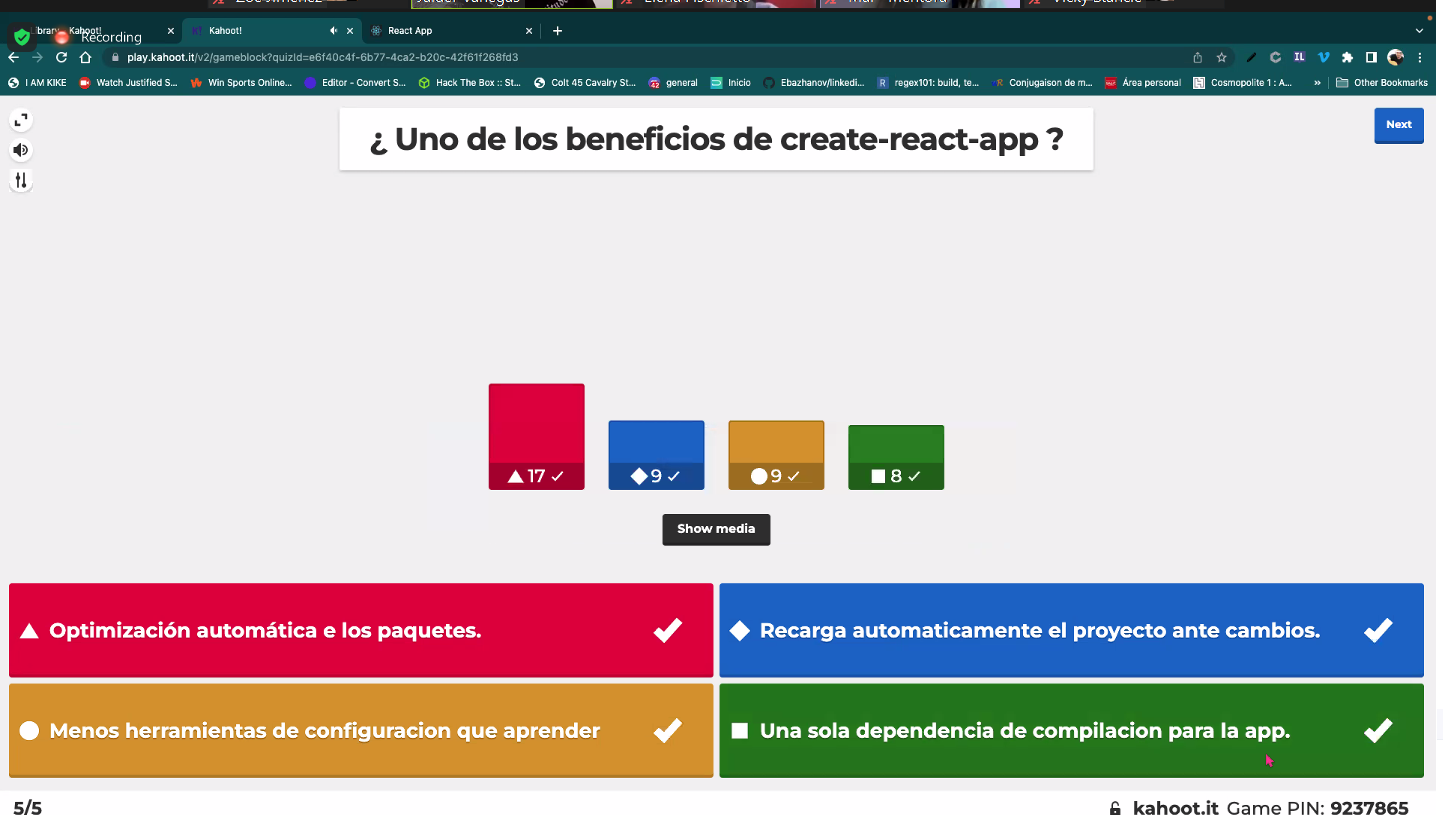 Zoe Jimenez
Jaider Vanegas
Elena Fischietto
Mar - Mentora
Vicky Stancic
Library Kahoot!
Kahoot!
React App
Recording
play.kahoot.it/v2/gameblock?quizId=e6f40c4f-6b77-4ca2-b20c-42f61f268fd3
I AM KIKE
Watch Justified S...
Win Sports Online...
Editor - Convert S...
Hack The Box :: St...
Colt 45 Cavalry St...
42 general
Inicio
Ebazhanov/linkedi...
R regex101: build, te...
Conjugaison de m...
Área personal
Cosmopolite 1 : A...
»
Other Bookmarks
¿ Uno de los beneficios de create-react-app ?
Next
17
9
9
8
Show media
Optimización automática e los paquetes.
Recarga automaticamente el proyecto ante cambios.
Menos herramientas de configuracion que aprender
Una sola dependencia de compilacion para la app.
5/5
kahoot.it Game PIN: 9237865